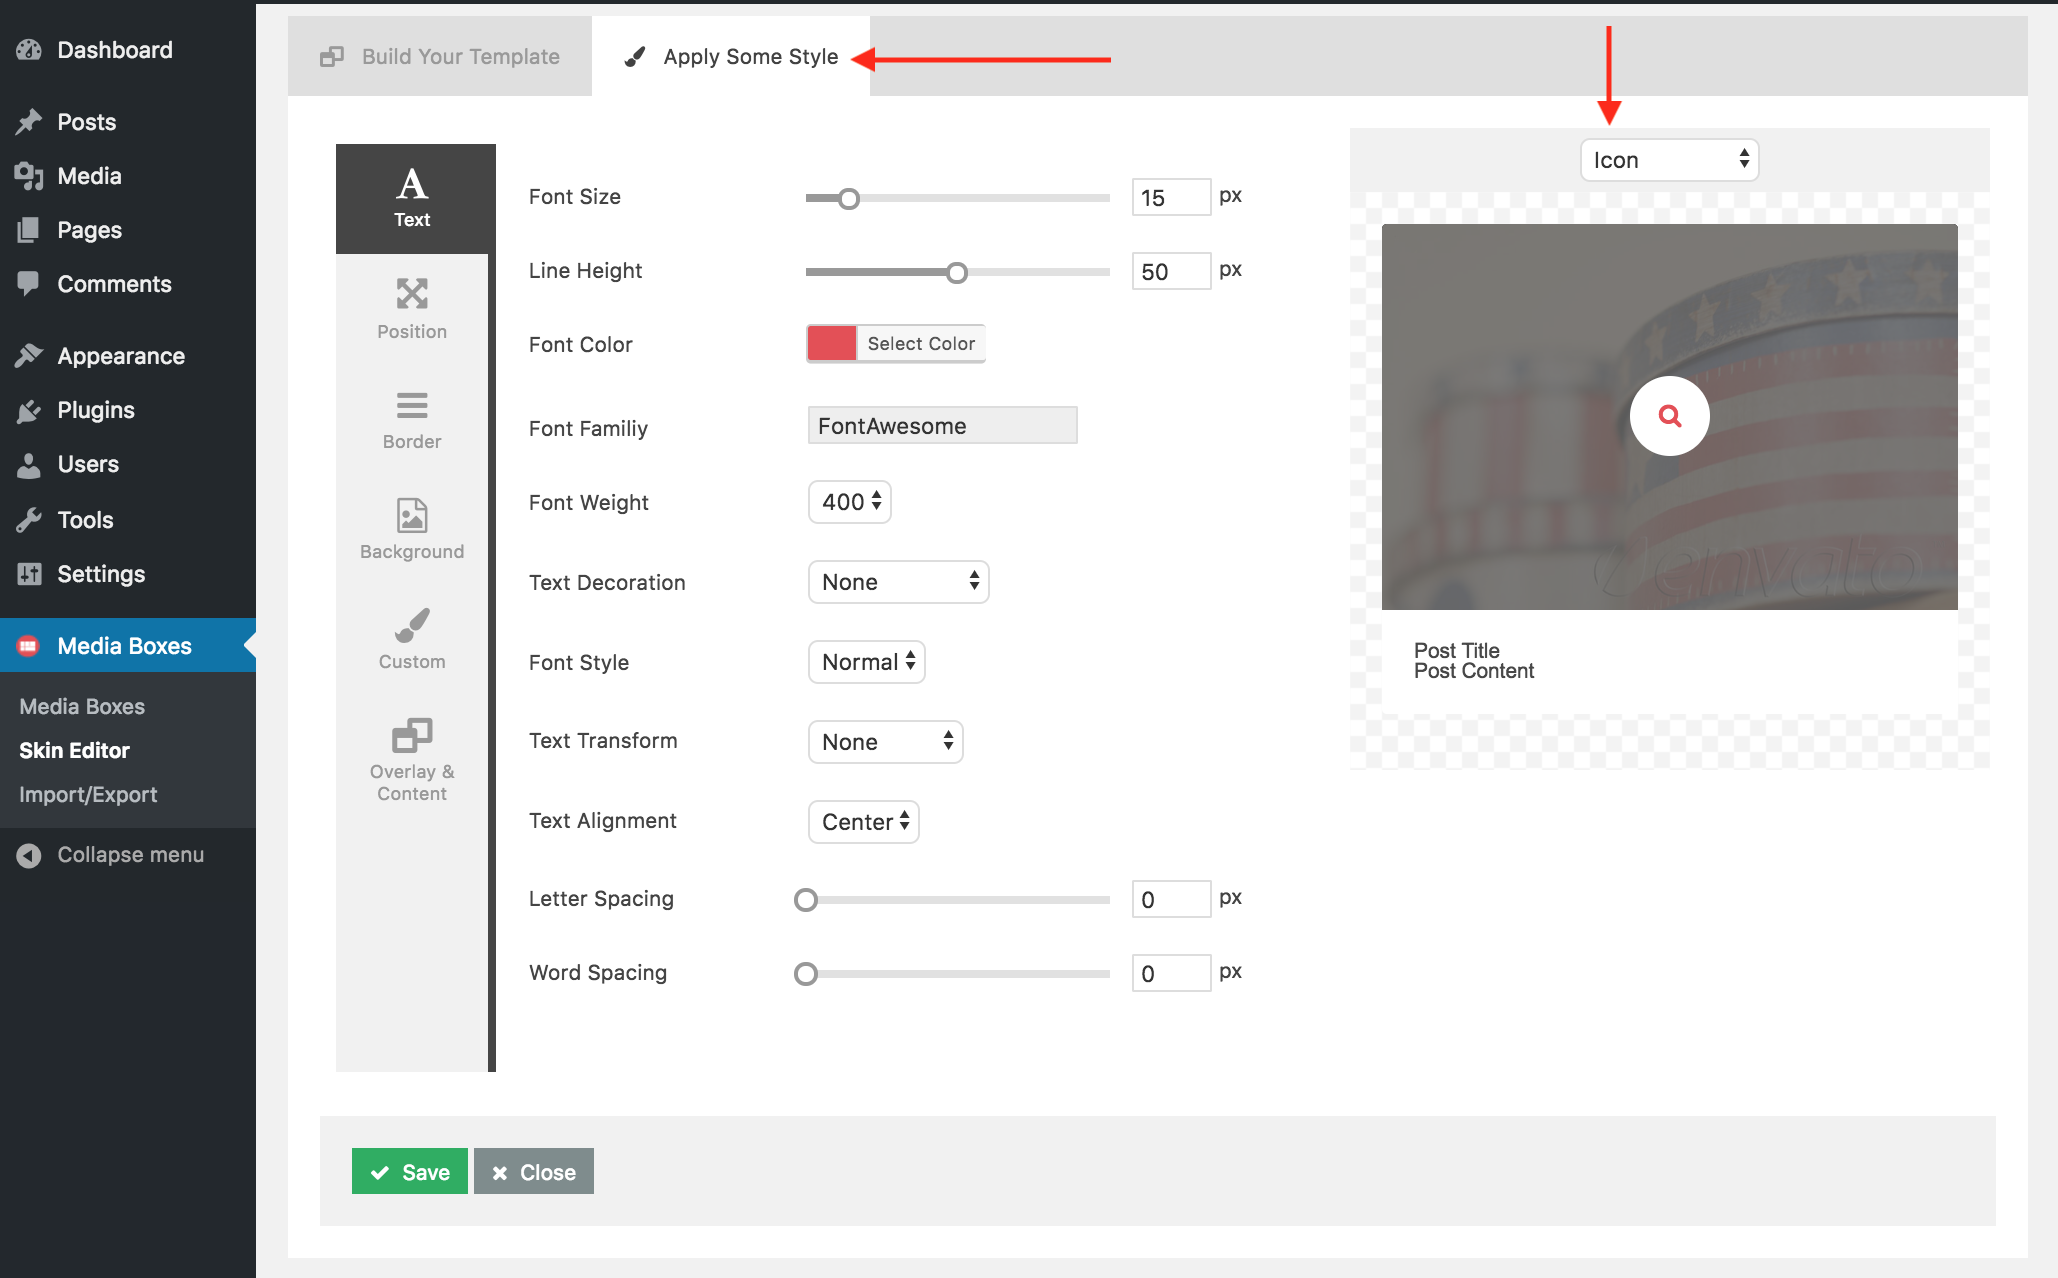 Dashboard
Posts
Media
Pages
Comments
Appearance
Plugins
Users
Tools
Settings
Media Boxes
Media Boxes
Skin Editor
Import/Export
Collapse menu
Build Your Template
Apply Some Style
A
Text
Position
Border
Background
Custom
Overlay &
Content
Font Size
15 px
Line Height
50 px
Font Color
Select Color
Font Familiy
FontAwesome
Font Weight
400
Text Decoration
None
Font Style
Normal
Text Transform
None
Text Alignment
Center
Letter Spacing
0 px
Word Spacing
0 px
Icon
envato
Post Title
Post Content
Save
Close